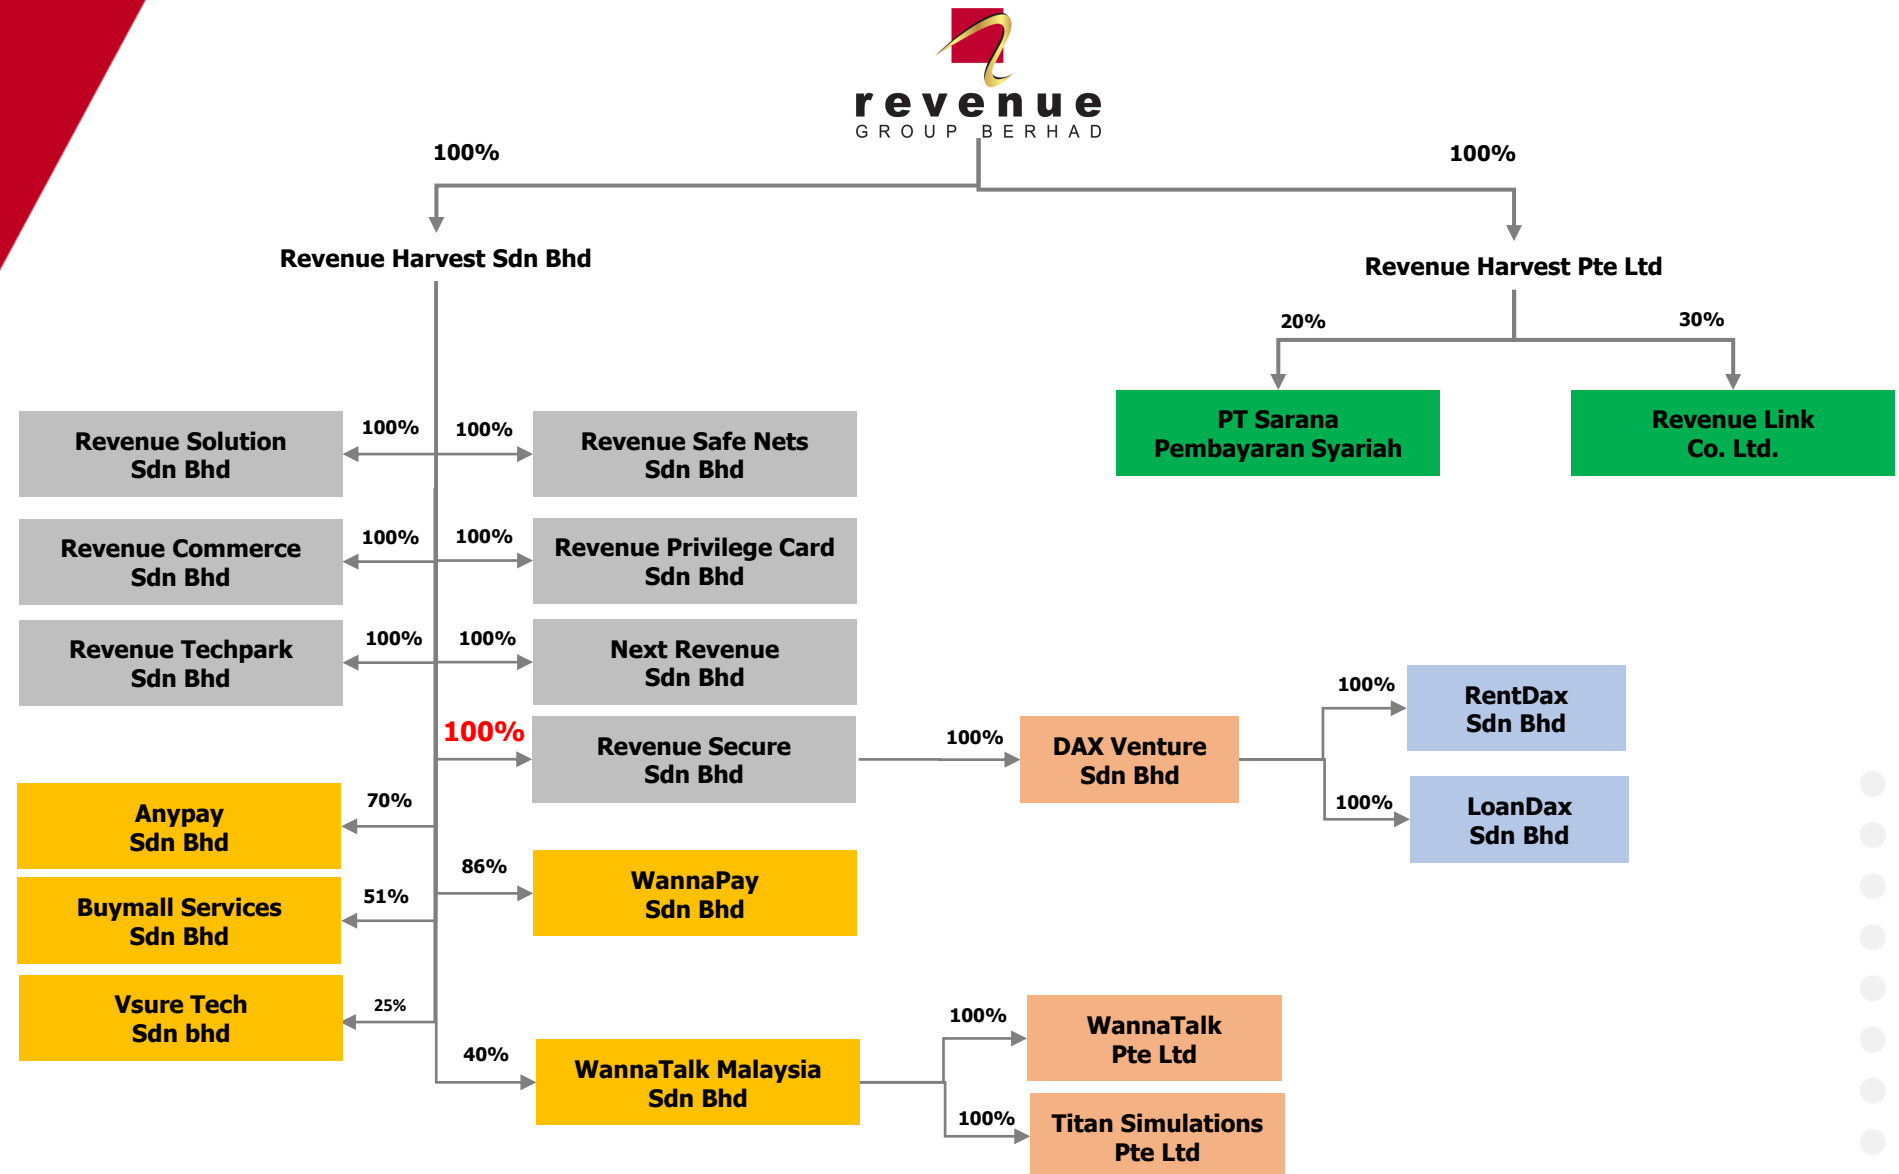 revenue
GROUP BERHAD
100%
100%
Revenue Harvest Sdn Bhd
Revenue Harvest Pte Ltd
20%
30%
PT Sarana
Pembayaran Syariah
Revenue Link
Co. Ltd.
Revenue Solution
Sdn Bhd
100%
100%
Revenue Safe Nets
Sdn Bhd
Revenue Commerce
Sdn Bhd
100%
100%
Revenue Privilege Card
Sdn Bhd
Revenue Techpark
Sdn Bhd
100%
100%
Next Revenue
Sdn Bhd
100%
Revenue Secure
Sdn Bhd
100%
DAX Venture
Sdn Bhd
100%
RentDax
Sdn Bhd
100%
LoanDax
Sdn Bhd
Anypay
Sdn Bhd
70%
86%
WannaPay
Sdn Bhd
Buymall Services
Sdn Bhd
51%
Vsure Tech
Sdn bhd
25%
40%
WannaTalk Malaysia
Sdn Bhd
100%
WannaTalk
Pte Ltd
100%
Titan Simulations
Pte Ltd